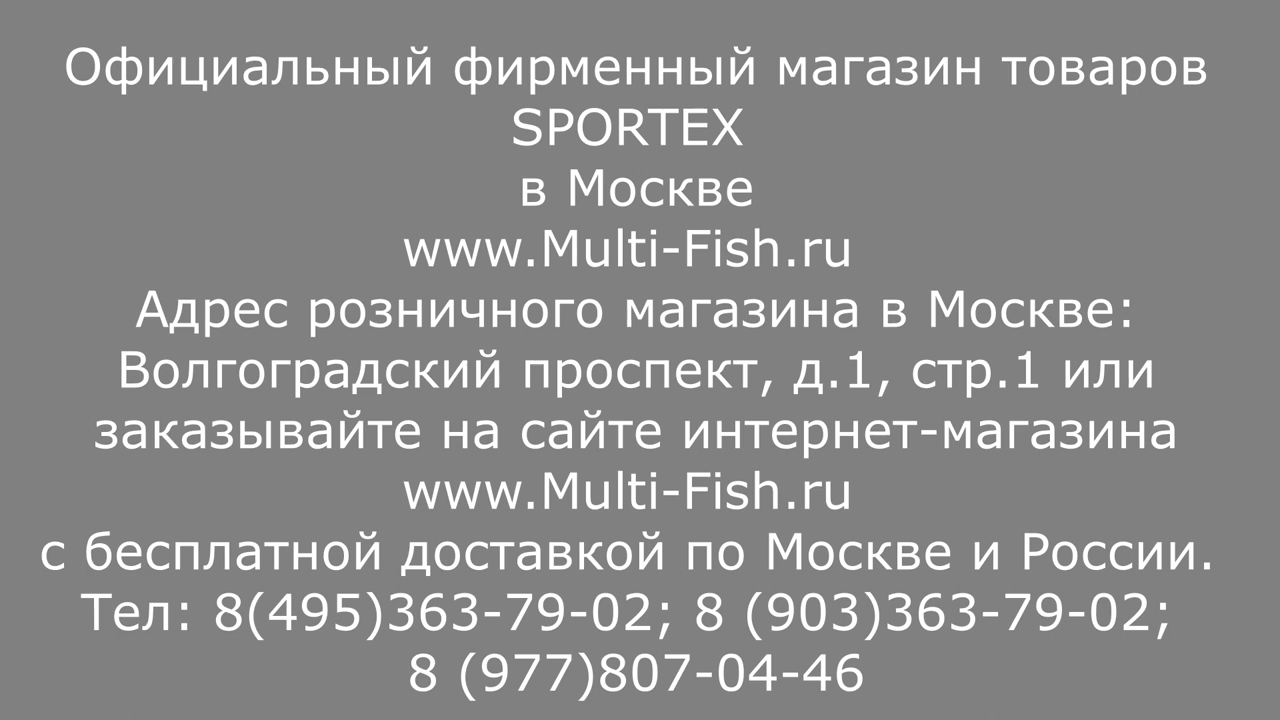 Официальный фирменный магазин товаров
SPORTEX
в Москве
www.Multi-Fish.ru
Адрес розничного магазина в Москве:
Волгоградский проспект, д.1, стр.1 или
заказывайте на сайте интернет-магазина
www.Multi-Fish.ru
с бесплатной доставкой по Москве и России.
Тел: 8(495)363-79-02; 8 (903)363-79-02;
8 (977)807-04-46